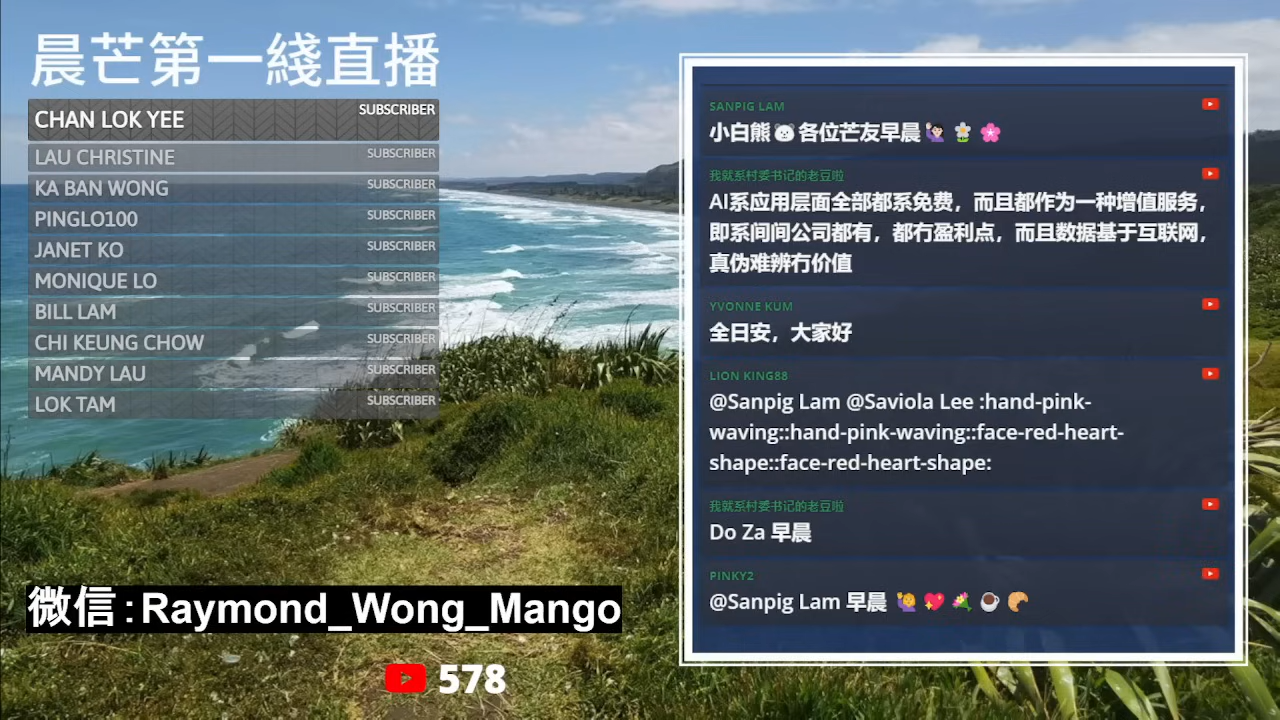 晨芒第一綫直播
CHAN LOK YEE SUBSCRIBER
LAU CHRISTINE SUBSCRIBER
KA BAN WONG SUBSCRIBER
PINGLO100 SUBSCRIBER
JANET KO SUBSCRIBER
MONIQUE LO SUBSCRIBER
BILL LAM SUBSCRIBER
CHI KEUNG CHOW SUBSCRIBER
MANDY LAU SUBSCRIBER
LOK TAM SUBSCRIBER
微信:Raymond_Wong_Mango
578
SANPIG LAM
小白熊🐻‍❄️各位芒友早晨🙋🏻‍♀️ 🌼 🌸
我就系村委书记的老豆啦
AI系应用层面全部都系免费，而且都作为一种增值服务，
即系间间公司都有，都冇盈利点，而且数据基于互联网，
真伪难辨冇价值
YVONNE KUM
全日安，大家好
LION KING88
@Sanpig Lam @Saviola Lee :hand-pink-
waving::hand-pink-waving::face-red-heart-
shape::face-red-heart-shape:
我就系村委书记的老豆啦
Do Za 早晨
PINKY2
@Sanpig Lam 早晨 🙋 💖 💐 ☕ 🥐